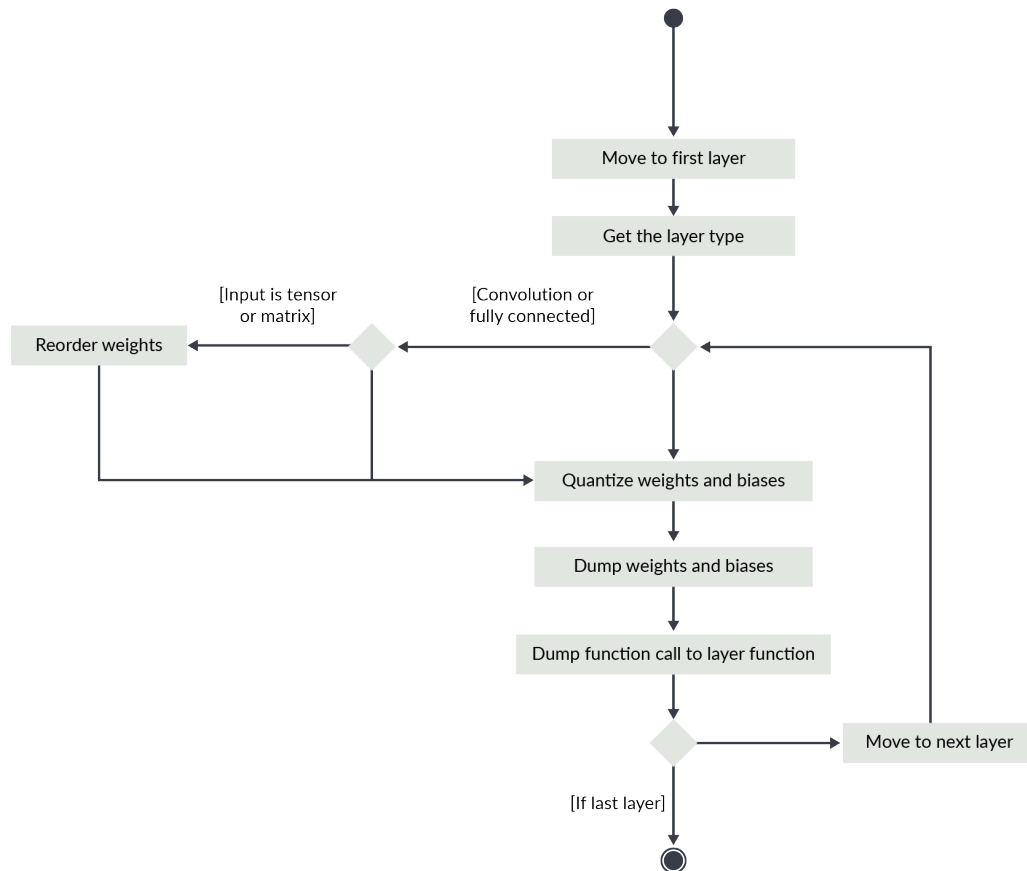 Move to first layer
Get the layer type
[Input is tensor
or matrix]
[Convolution or
fully connected]
Reorder weights
Quantize weights and biases
Dump weights and biases
Dump function call to layer function
Move to next layer
[If last layer]